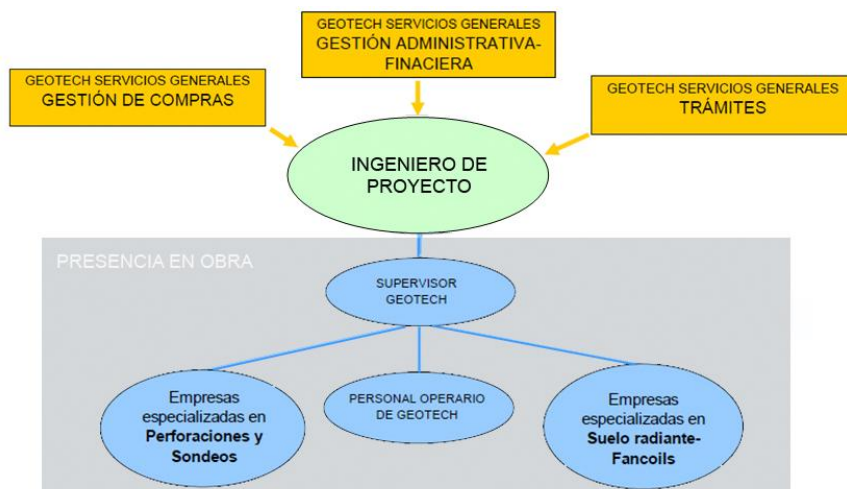 GEOTECH SERVICIOS GENERALES
GESTIÓN ADMINISTRATIVA-
FINACIERA
GEOTECH SERVICIOS GENERALES
GESTIÓN DE COMPRAS
GEOTECH SERVICIOS GENERALES
TRÁMITES
INGENIERO DE
PROYECTO
PRESENCIA EN OBRA
SUPERVISOR
GEOTECH
Empresas
especializadas en
Perforaciones y
Sondeos
PERSONAL OPERARIO
DE GEOTECH
Empresas
especializadas en
Suelo radiante-
Fancoils